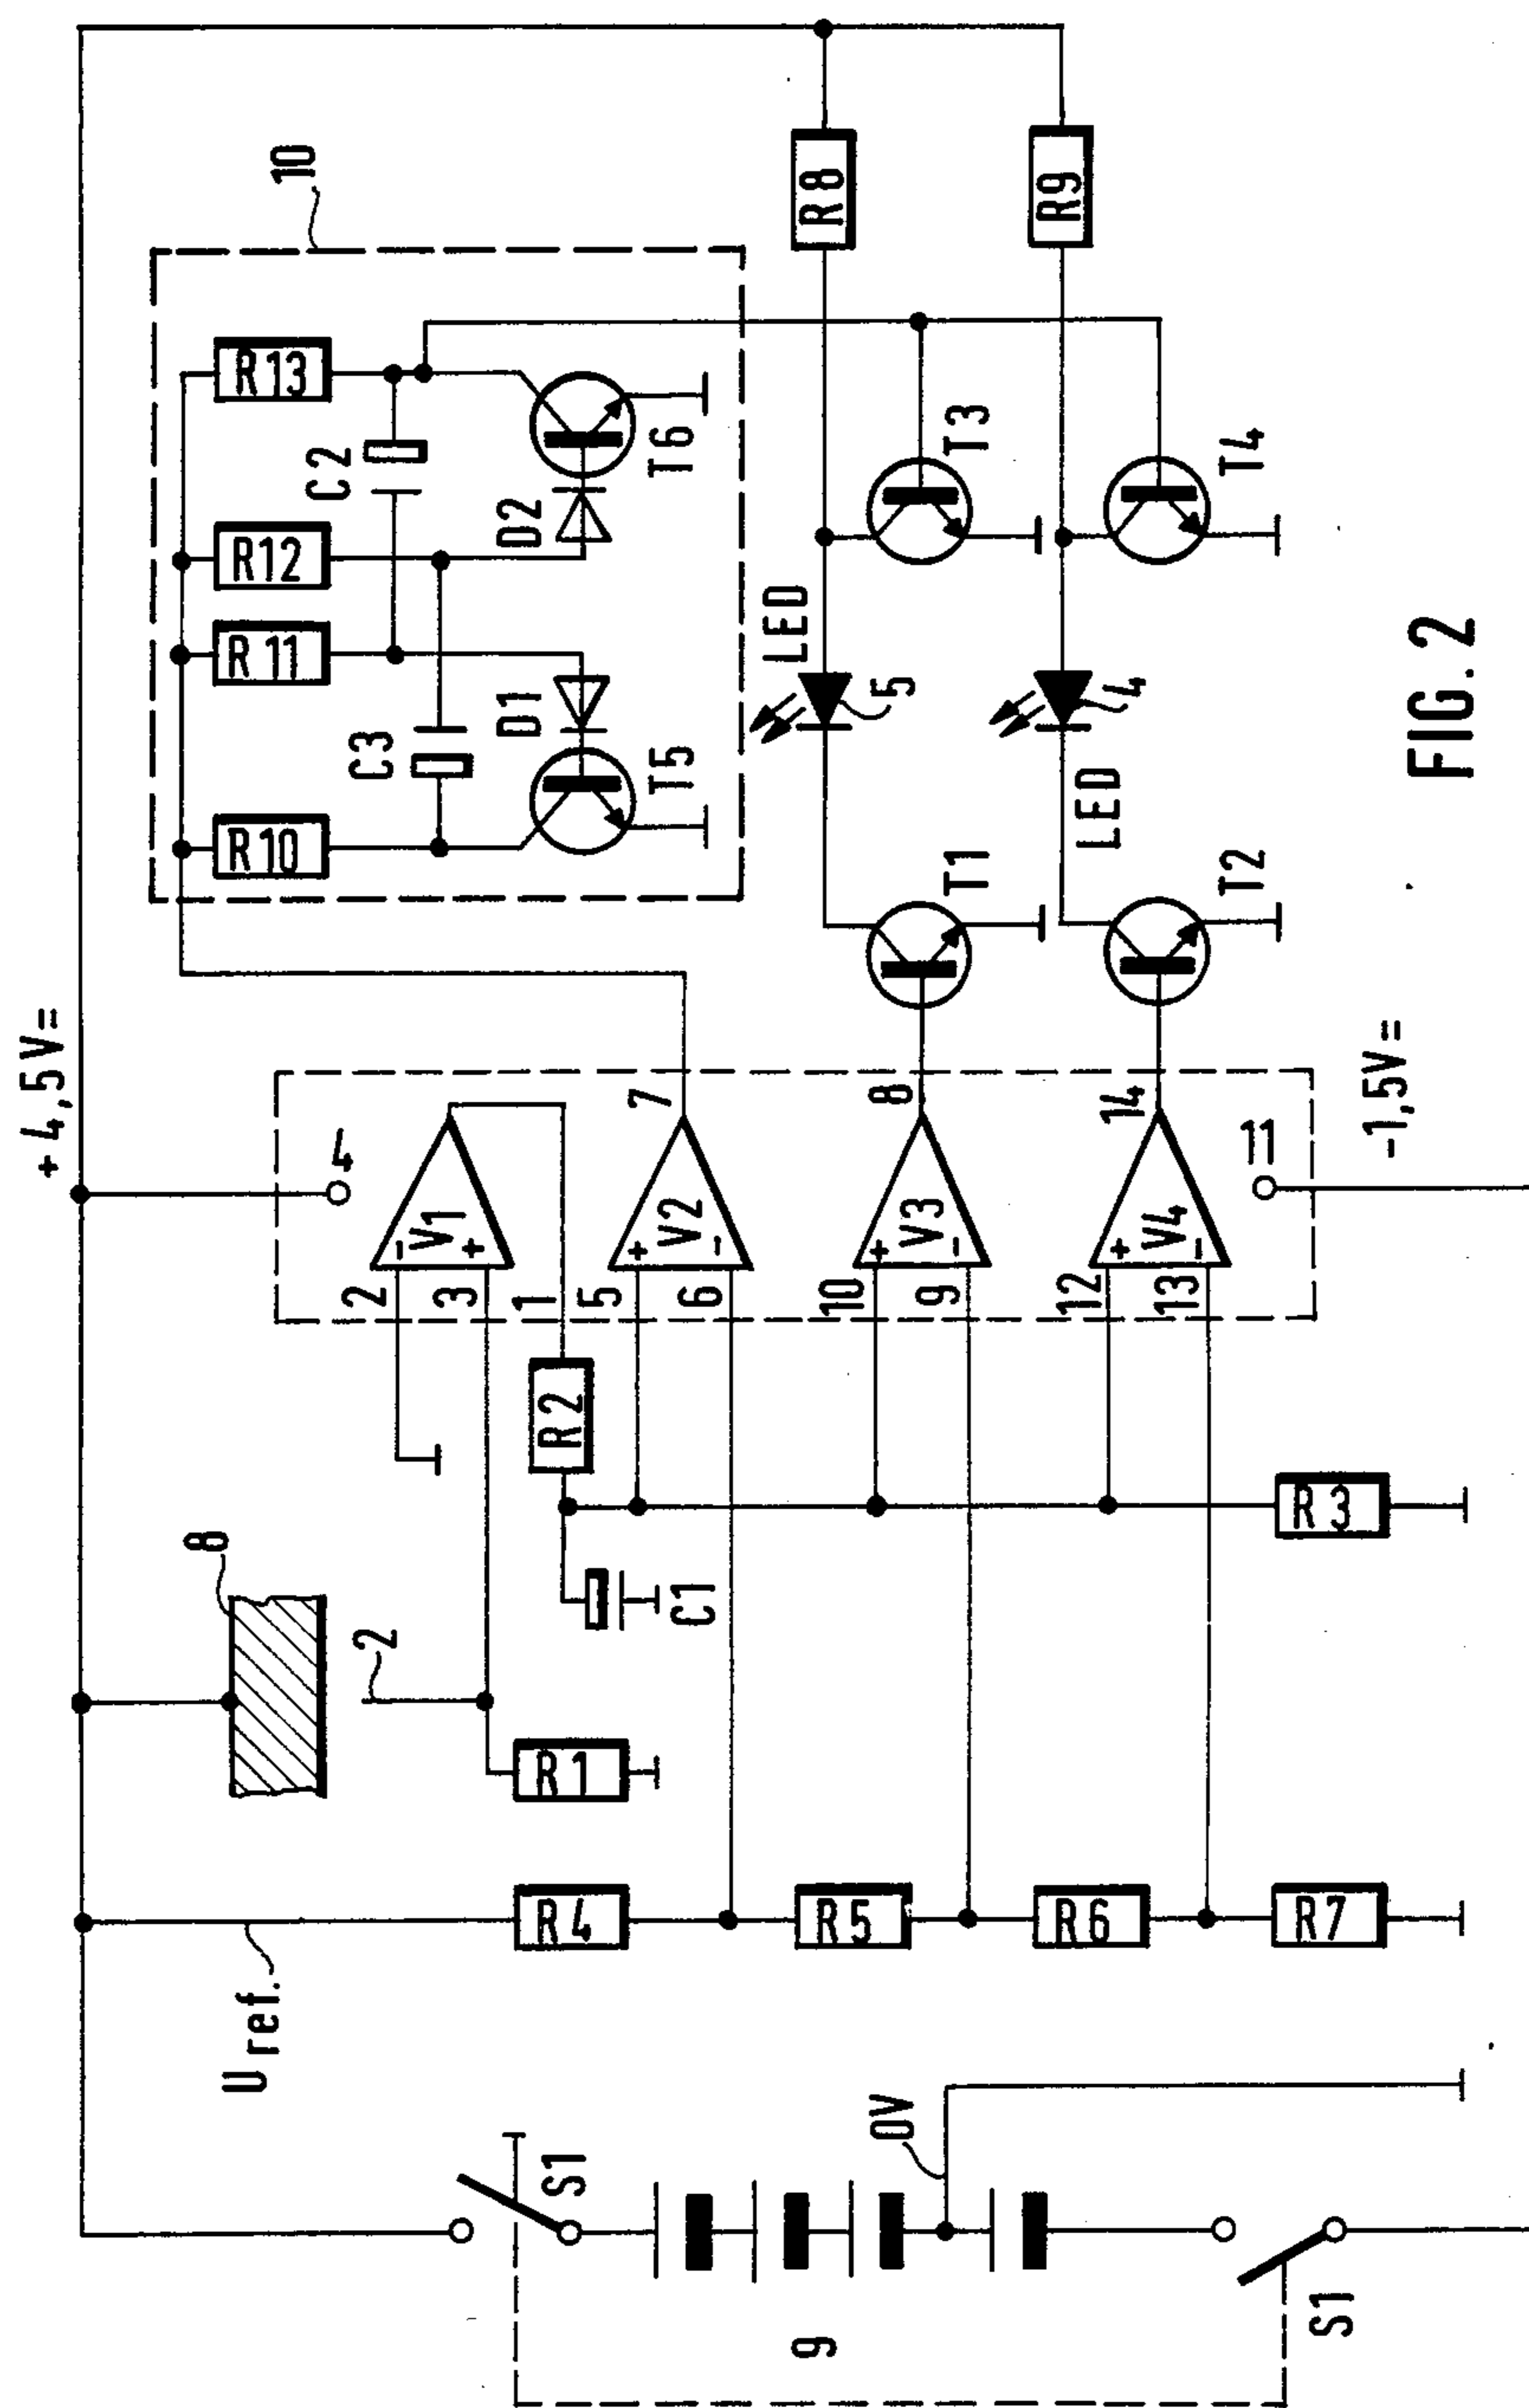 +4,5V=
10
R10
R11
R12
R13
C3
C2
D1
D2
T5
T6
Uref.
8
2
4
2
3
1
V1
- +
R1
R2
C1
5
6
V2
+ -
7
R4
R5
R6
R7
R3
10
9
V3
+ -
8
12
13
V4
+ -
14
11
-1,5V=
T1
T2
LED
5
LED
4
T3
T4
R8
R9
S1
0V
9
S1
FIG. 2